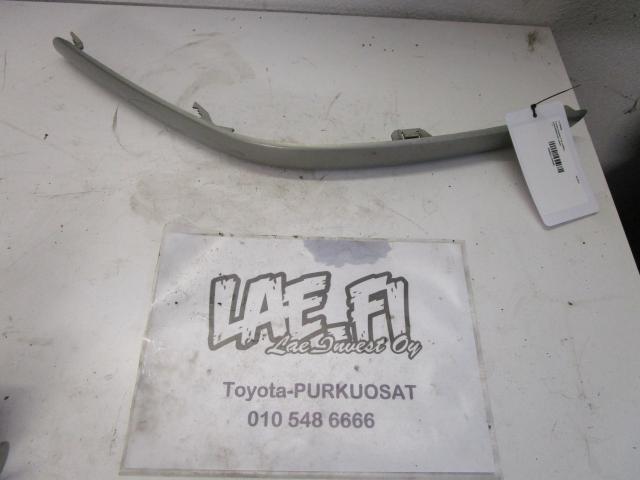 LAE-FI
LaeInvest Oy
Toyota-PURKUOSAT
010 548 6666